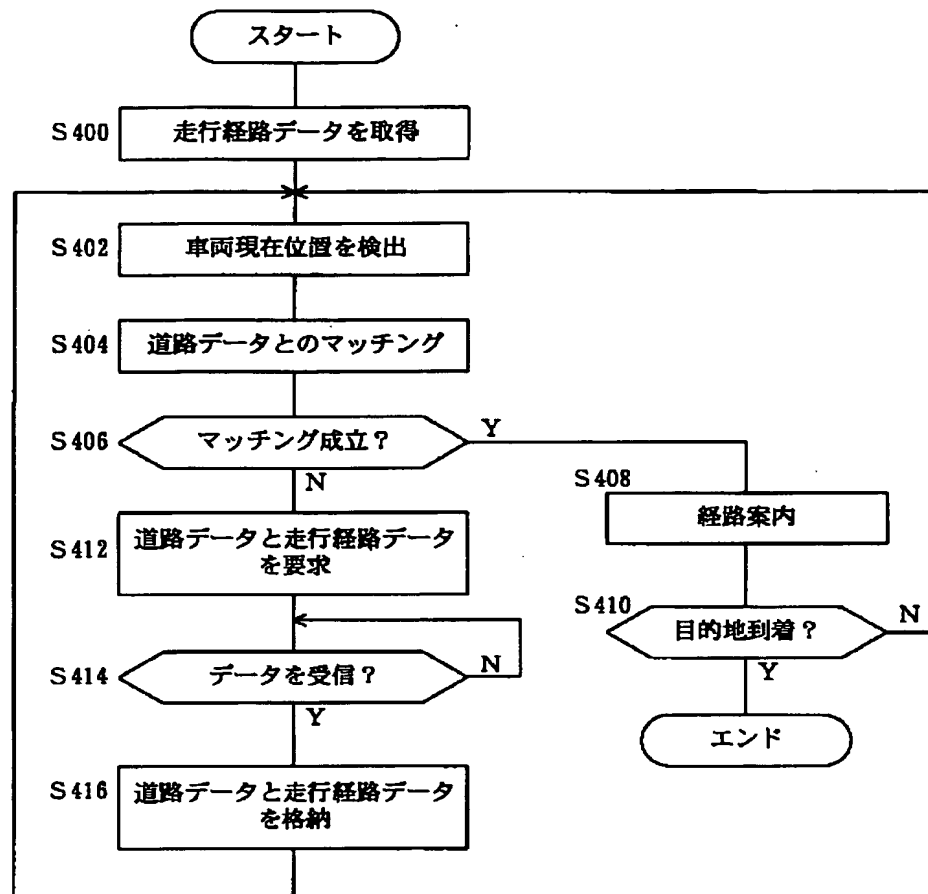 スタート
S400
走行経路データを取得
S402
車両現在位置を検出
S404
道路データとのマッチング
S406
マッチング成立?
Y
N
S408
経路案内
S412
道路データと走行経路データ
を要求
S410
目的地到着?
N
Y
S414
データを受信?
N
Y
エンド
S416
道路データと走行経路データ
を格納